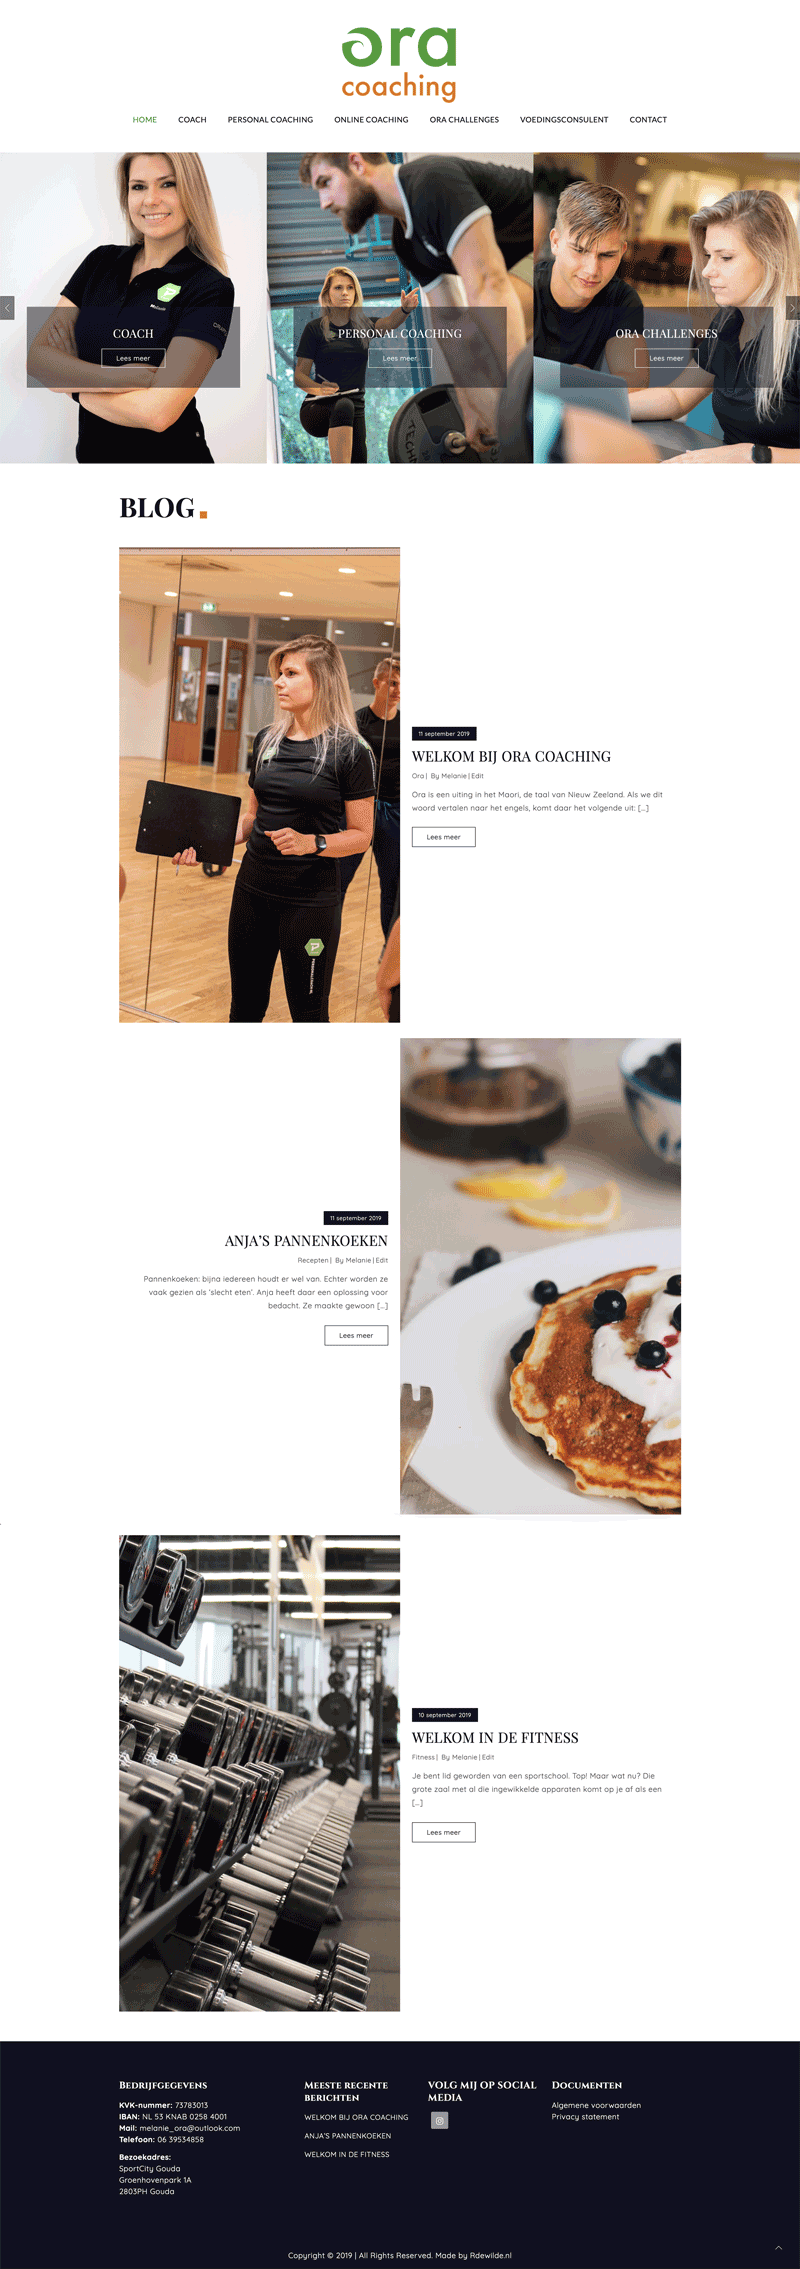 ora
coaching
HOME COACH PERSONAL COACHING ONLINE COACHING ORA CHALLENGES VOEDINGSCONSULENT CONTACT
COACH
Lees meer
PERSONAL COACHING
Lees meer
ORA CHALLENGES
Lees meer
BLOG
11 september 2019
WELKOM BIJ ORA COACHING
Ora | By Melanie | Edit
Ora is een uiting in het Maori, de taal van Nieuw Zeeland. Als we dit
woord vertalen naar het engels, komt daar het volgende uit: [...]
Lees meer
11 september 2019
ANJA'S PANNENKOEKEN
Recepten | By Melanie | Edit
Pannenkoeken: bijna iedereen houdt er wel van. Echter worden ze
vaak gezien als 'slecht eten'. Anja heeft daar een oplossing voor
bedacht. Ze maakte gewoon [...]
Lees meer
10 september 2019
WELKOM IN DE FITNESS
Fitness | By Melanie | Edit
Je bent lid geworden van een sportschool. Top! Maar wat nu? Die
grote zaal met al die ingewikkelde apparaten komt op je af als een
[...]
Lees meer
BEDRIJFGEGEVENS
KVK-nummer: 73783013
IBAN: NL 53 KNAB 0258 4001
Mail: melanie_ora@outlook.com
Telefoon: 06 39534858
Bezoekadres:
SportCity Gouda
Groenhovenpark 1A
2803PH Gouda
MEESTE RECENTE
BERICHTEN
WELKOM BIJ ORA COACHING
ANJA'S PANNENKOEKEN
WELKOM IN DE FITNESS
VOLG MIJ OP SOCIAL
MEDIA
DOCUMENTEN
Algemene voorwaarden
Privacy statement
Copyright © 2019 | All Rights Reserved. Made by Rdewilde.nl